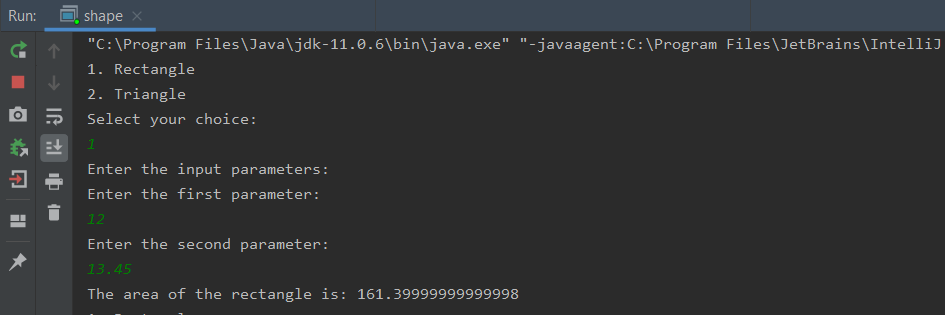 Run: shape
"C:\Program Files\Java\jdk-11.0.6\bin\java.exe" "-javaagent:C:\Program Files\JetBrains\IntelliJ
1. Rectangle
2. Triangle
Select your choice:
1
Enter the input parameters:
Enter the first parameter:
12
Enter the second parameter:
13.45
The area of the rectangle is: 161.39999999999998